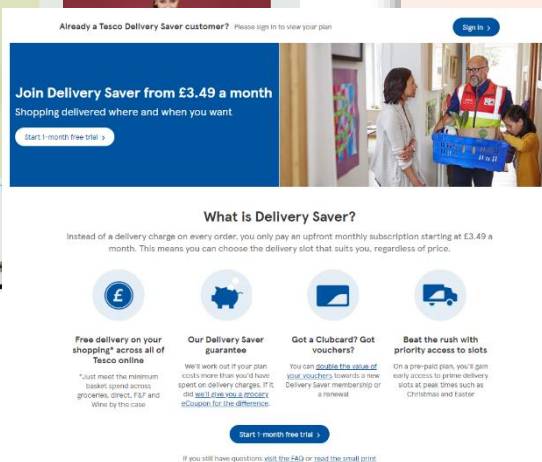 Already a Tesco Delivery Saver customer? Please sign in to view your plan
Sign in
Join Delivery Saver from £3.49 a month
Shopping delivered where and when you want
Start 1-month free trial
What is Delivery Saver?
Instead of a delivery charge on every order, you only pay an upfront monthly subscription starting at £3.49 a
month. This means you can choose the delivery slot that suits you, regardless of price.
£
Free delivery on your
shopping* across all of
Tesco online
*Just meet the minimum
basket spend across
groceries, direct, F&F and
Wine by the case
Our Delivery Saver
guarantee
We'll work out if your plan
costs more than you'd have
spent on delivery charges. If it
did we'll give you a grocery
eCoupon for the difference.
Got a Clubcard? Got
vouchers?
You can double the value of
your vouchers towards a new
Delivery Saver membership or
a renewal
Beat the rush with
priority access to slots
On a pre-paid plan, you'll gain
early access to prime delivery
slots at peak times such as
Christmas and Easter
Start 1-month free trial
If you still have questions visit the FAQ or read the small print